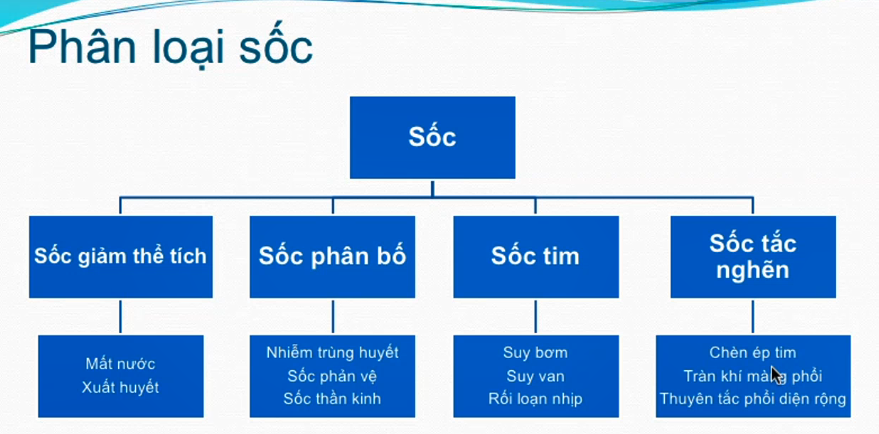 Phân loại sốc
Sốc
Sốc giảm thể tích
Sốc phân bố
Sốc tim
Sốc tắc
nghẽn
Mất nước
Xuất huyết
Nhiễm trùng huyết
Sốc phản vệ
Sốc thần kinh
Suy bơm
Suy van
Rối loạn nhịp
Chèn ép tim
Tràn khí màng phổi
Thuyên tắc phổi diện rộng